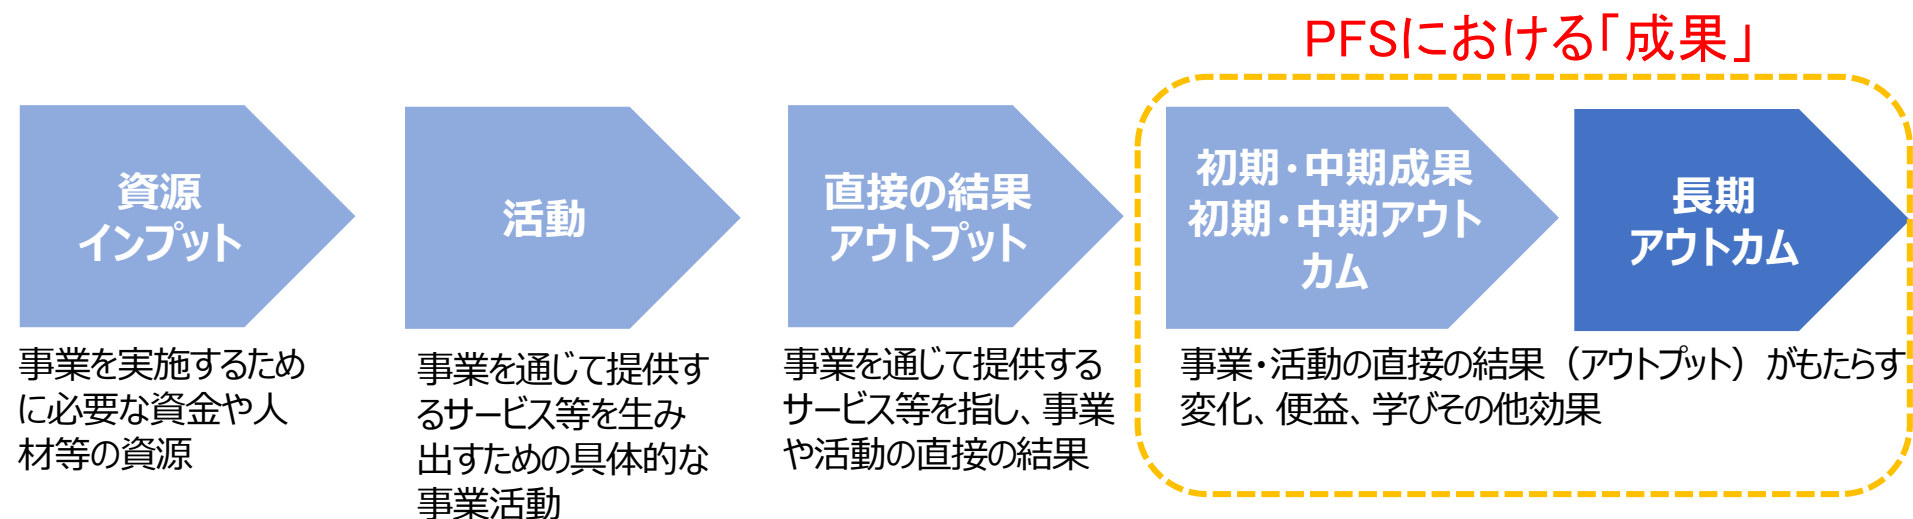 PFSにおける「成果」
資源
インプット
活動
直接の結果
アウトプット
初期・中期成果
初期・中期アウト
カム
長期
アウトカム
事業を実施するため
に必要な資金や人
材等の資源
事業を通じて提供す
るサービス等を生み
出すための具体的な
事業活動
事業を通じて提供する
サービス等を指し、事業
や活動の直接の結果
事業・活動の直接の結果（アウトプット）がもたらす
変化、便益、学びその他効果